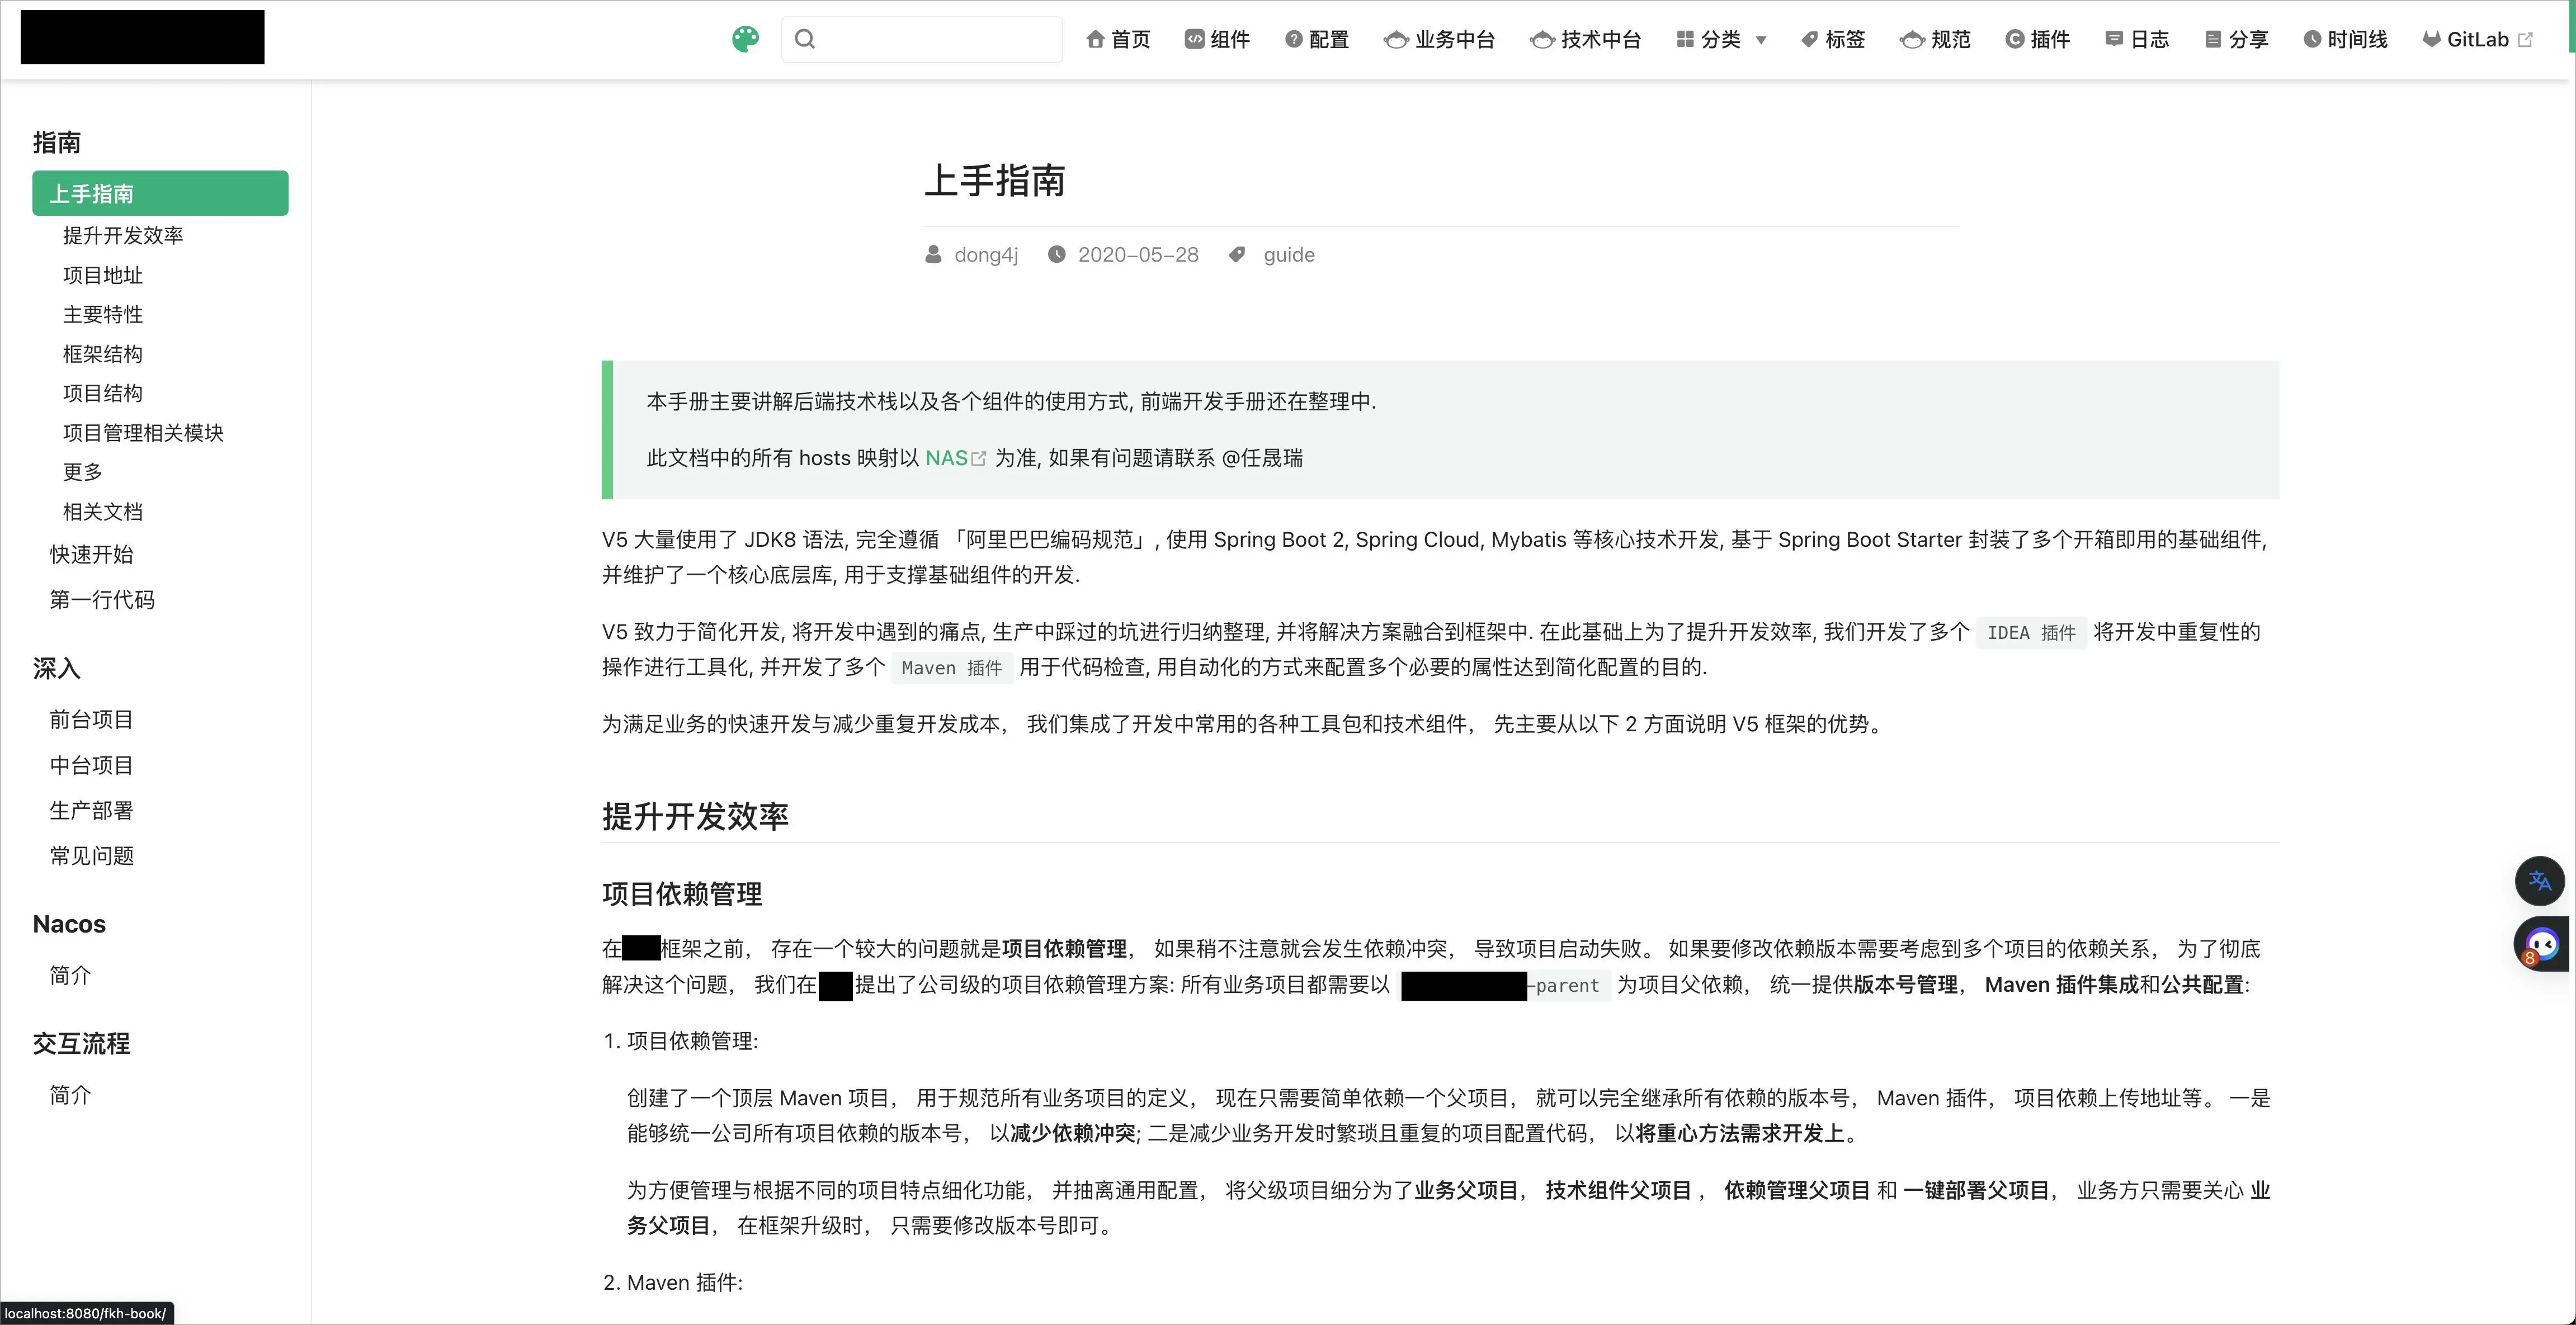 首页 组件 配置 业务中台 技术中台 分类 标签 规范 插件 日志 分享 时间线 GitLab
指南
上手指南
提升开发效率
项目地址
主要特性
框架结构
项目结构
项目管理相关模块
更多
相关文档
快速开始
第一行代码
深入
前台项目
中台项目
生产部署
常见问题
Nacos
简介
交互流程
简介
上手指南
dong4j 2020-05-28 guide
本手册主要讲解后端技术栈以及各个组件的使用方式, 前端开发手册还在整理中.
此文档中的所有 hosts 映射以 NAS 为准, 如果有问题请联系 @任晟瑞
V5 大量使用了 JDK8 语法, 完全遵循 「阿里巴巴编码规范」, 使用 Spring Boot 2, Spring Cloud, Mybatis 等核心技术开发, 基于 Spring Boot Starter 封装了多个开箱即用的基础组件,
并维护了一个核心底层库, 用于支撑基础组件的开发.
V5 致力于简化开发, 将开发中遇到的痛点, 生产中踩过的坑进行归纳整理, 并将解决方案融合到框架中. 在此基础上为了提升开发效率, 我们开发了多个 IDEA 插件 将开发中重复性的
操作进行工具化, 并开发了多个 Maven 插件 用于代码检查, 用自动化的方式来配置多个必要的属性达到简化配置的目的.
为满足业务的快速开发与减少重复开发成本， 我们集成了开发中常用的各种工具包和技术组件， 先主要从以下 2 方面说明 V5 框架的优势。
提升开发效率
项目依赖管理
在框架之前， 存在一个较大的问题就是项目依赖管理， 如果稍不注意就会发生依赖冲突， 导致项目启动失败。 如果要修改依赖版本需要考虑到多个项目的依赖关系， 为了彻底
解决这个问题， 我们在提出了公司级的项目依赖管理方案: 所有业务项目都需要以 -parent 为项目父依赖， 统一提供版本号管理， Maven 插件集成和公共配置:
1. 项目依赖管理:
创建了一个顶层 Maven 项目， 用于规范所有业务项目的定义， 现在只需要简单依赖一个父项目， 就可以完全继承所有依赖的版本号， Maven 插件， 项目依赖上传地址等。 一是
能够统一公司所有项目依赖的版本号， 以减少依赖冲突; 二是减少业务开发时繁琐且重复的项目配置代码， 以将重心方法需求开发上。
为方便管理与根据不同的项目特点细化功能， 并抽离通用配置， 将父级项目细分为了业务父项目， 技术组件父项目 ， 依赖管理父项目 和 一键部署父项目， 业务方只需要关心 业
务父项目， 在框架升级时， 只需要修改版本号即可。
2. Maven 插件:
8
localhost:8080/fkh-book/